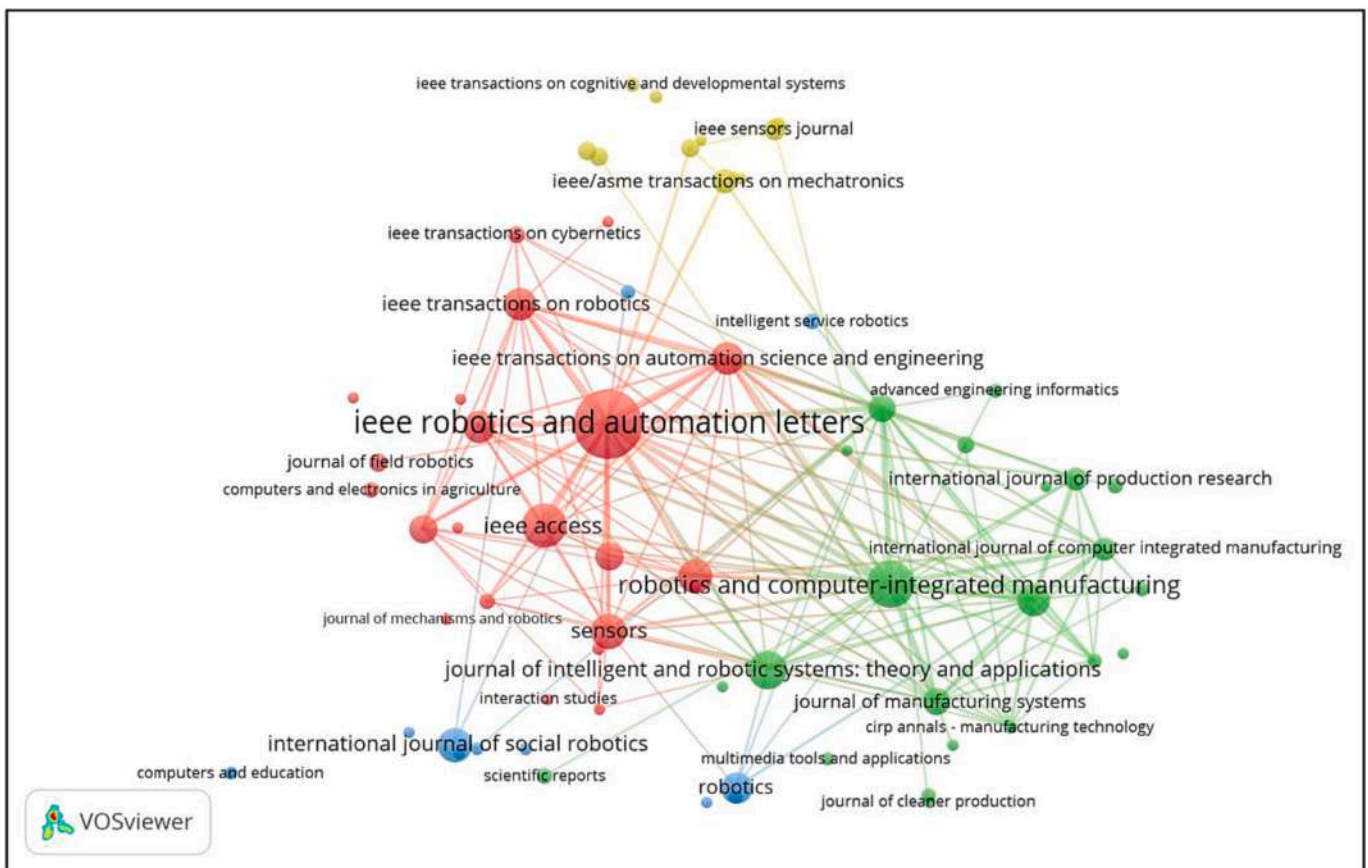 ieee transactions on cognitive and developmental systems
ieee sensors journal
ieee/asme transactions on mechatronics
ieee transactions on cybernetics
ieee transactions on robotics
intelligent service robotics
ieee transactions on automation science and engineering
advanced engineering informatics
ieee robotics and automation letters
journal of field robotics
international journal of production research
computers and electronics in agriculture
ieee access
international journal of computer integrated manufacturing
robotics and computer-integrated manufacturing
journal of mechanisms and robotics
sensors
journal of intelligent and robotic systems: theory and applications
interaction studies
journal of manufacturing systems
cirp annals - manufacturing technology
international journal of social robotics
multimedia tools and applications
computers and education
scientific reports
robotics
journal of cleaner production
VOSviewer